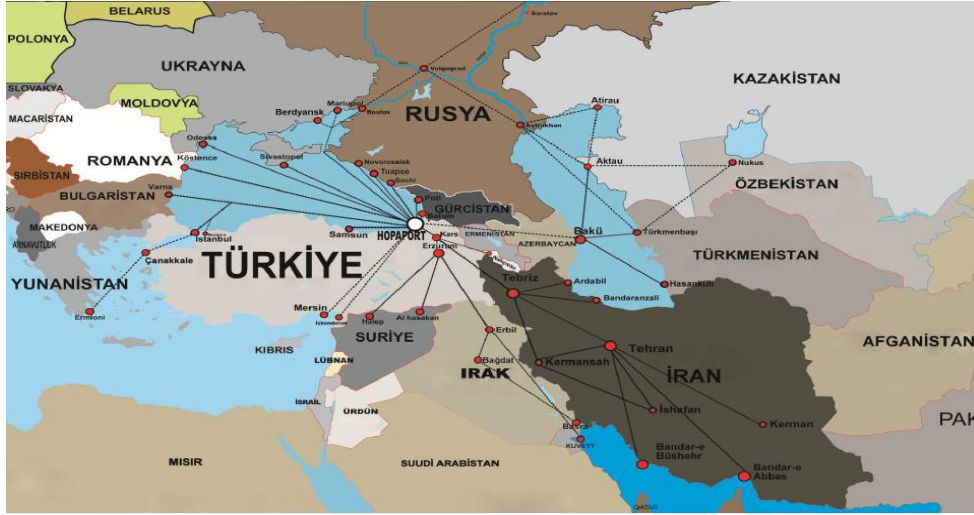 BELARUS
POLONYA
Saratov
UKRAYNA
Volgograd
KAZAKİSTAN
SLOVAKYA
MOLDOVYA
Mariupol
Berdyansk
Rostov
RUSYA
Atirau
MACARİSTAN
Astrakhan
Odessa
ROMANYA
Köstence
Sivastopol
Novorossisk
Tuapse
Sochi
Aktau
Nukus
SIRBİSTAN
ÖZBEKİSTAN
Varna
BULGARİSTAN
Poti
Batum
GÜRCİSTAN
MAKEDONYA
ARNAVUTLUK
İstanbul
Samsun
HOPAPORT
Kars
ERMENİSTAN
AZERBAYCAN
Bakü
Türkmenbaşı
Erzurum
Çanakkale
TÜRKİYE
TÜRKMENİSTAN
YUNANİSTAN
Tebriz
Ardabil
Hasankulı
Bandaranzali
Ermioni
Mersin
İskenderun
Halep
Al hasakan
SURİYE
Erbil
KIBRIS
LÜBNAN
Bağdat
IRAK
Kermansah
Tehran
İRAN
AFGANİSTAN
İSRAİL
ÜRDÜN
İshafan
Kerman
PAK
Basra
KUVEYT
MISIR
SUUDİ ARABİSTAN
Bandar-e
Büshehr
Bandar-e
Abbas
QATAR